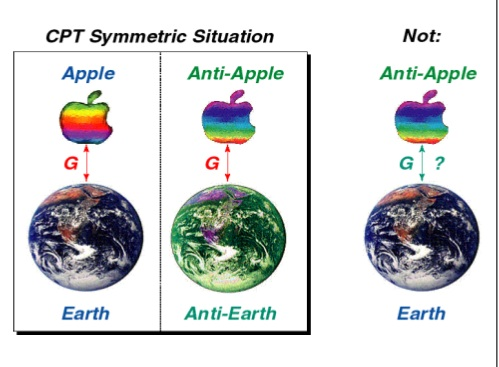 CPT Symmetric Situation
Not:
Apple
Anti-Apple
Anti-Apple
G
G
G ?
Earth
Anti-Earth
Earth